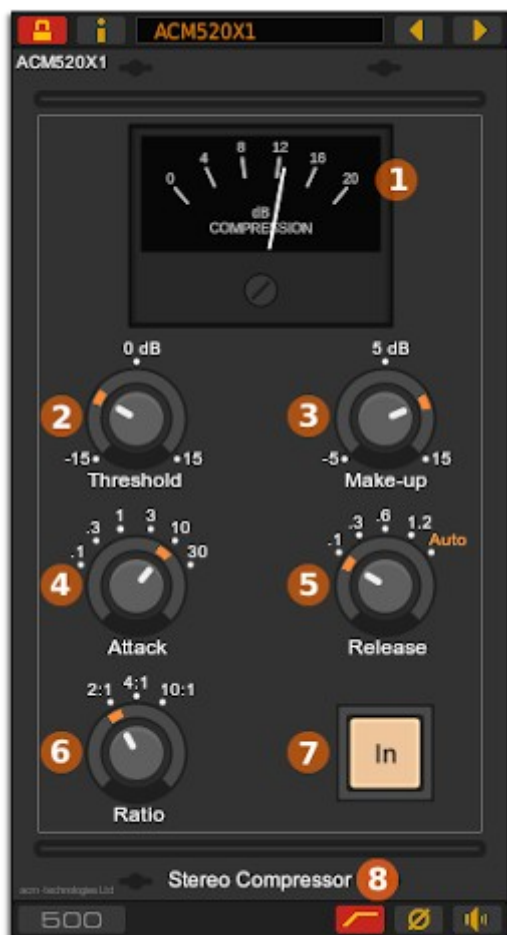 ACM520X1
ACM520X1
0 4 8 12 16 20
dB
COMPRESSION
1
0 dB
5 dB
2
3
-15 15
-5 15
Threshold
Make-up
.1 .3 1 3 10 30
.1 .3 .6 1.2 Auto
4
5
Attack
Release
2:1 4:1 10:1
6
7
In
Ratio
acm-technologies Ltd
Stereo Compressor
8
500